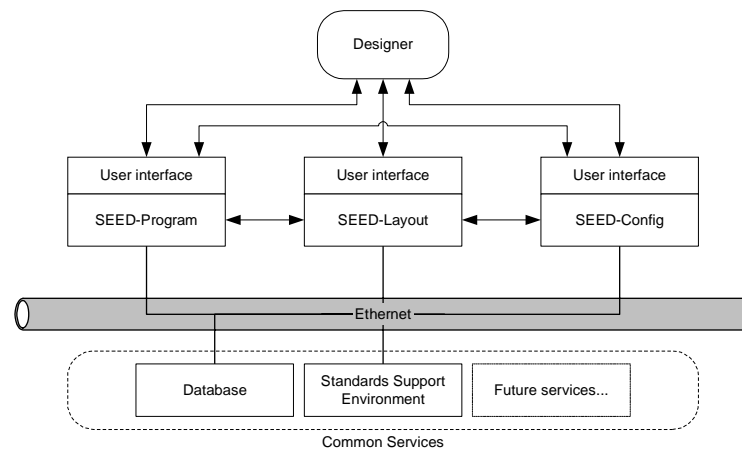 Designer
User interface
User interface
User interface
SEED-Program
SEED-Layout
SEED-Config
Ethernet
Database
Standards Support
Environment
Future services...
Common Services